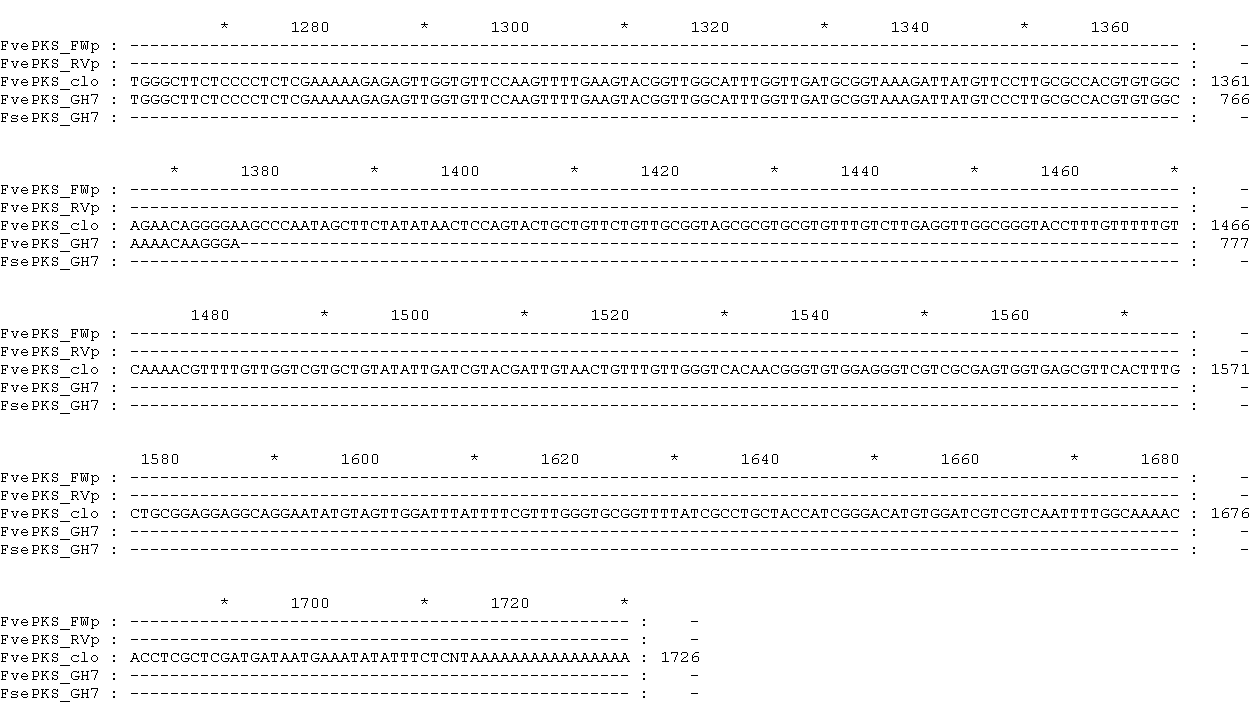 * 1280 * 1300 * 1320 * 1340 * 1360
FvePKS_FWp : --------------------------------------------------------------------------------------------------------- : -
FvePKS_RVp : --------------------------------------------------------------------------------------------------------- : -
FvePKS_clo : TGGGCTTCTCCCCTCTCGAAAAAGAGAGTTGGTGTTCCAAGTTTTGAAGTACGGTTGGCATTTGGTTGATGCGGTAAAGATTATGTTCCTTGCGCCACGTGTGGC : 1361
FvePKS_GH7 : TGGGCTTCTCCCCTCTCGAAAAAGAGAGTTGGTGTTCCAAGTTTTGAAGTACGGTTGGCATTTGGTTGATGCGGTAAAGATTATGTCCCTTGCGCCACGTGTGGC : 766
FsePKS_GH7 : --------------------------------------------------------------------------------------------------------- : -
* 1380 * 1400 * 1420 * 1440 * 1460 *
FvePKS_FWp : --------------------------------------------------------------------------------------------------------- : -
FvePKS_RVp : --------------------------------------------------------------------------------------------------------- : -
FvePKS_clo : AGAACAGGGGAAGCCCAATAGCTTCTATATAACTCCAGTACTGCTGTTCTGTTGCGGTAGCGCGTGCGTGTTTGTCTTGAGGTTGGCGGGTACCTTTGTTTTTGT : 1466
FvePKS_GH7 : AAAACAAGGGA---------------------------------------------------------------------------------------------- : 777
FsePKS_GH7 : --------------------------------------------------------------------------------------------------------- : -
1480 * 1500 * 1520 * 1540 * 1560 *
FvePKS_FWp : --------------------------------------------------------------------------------------------------------- : -
FvePKS_RVp : --------------------------------------------------------------------------------------------------------- : -
FvePKS_clo : CAAAACGTTTTGTTGGTCGTGCTGTATATTGATCGTACGATTGTAACTGTTTGTTGGGTCACAACGGGTGTGGAGGGTCGTCGCGAGTGGTGAGCGTTCACTTTG : 1571
FvePKS_GH7 : --------------------------------------------------------------------------------------------------------- : -
FsePKS_GH7 : --------------------------------------------------------------------------------------------------------- : -
1580 * 1600 * 1620 * 1640 * 1660 * 1680
FvePKS_FWp : --------------------------------------------------------------------------------------------------------- : -
FvePKS_RVp : --------------------------------------------------------------------------------------------------------- : -
FvePKS_clo : CTGCGGAGGAGGCAGGAATATGTAGTTGGATTTATTTTCGTTTGGGTGCGGTTTTATCGCCTGCTACCATCGGGACATGTGGATCGTCGTCAATTTTGGCAAAAC : 1676
FvePKS_GH7 : --------------------------------------------------------------------------------------------------------- : -
FsePKS_GH7 : --------------------------------------------------------------------------------------------------------- : -
* 1700 * 1720 *
FvePKS_FWp : -------------------------------------------------- : -
FvePKS_RVp : -------------------------------------------------- : -
FvePKS_clo : ACCTCGCTCGATGATAATGAAATATATTTCTCNTAAAAAAAAAAAAAAAA : 1726
FvePKS_GH7 : -------------------------------------------------- : -
FsePKS_GH7 : -------------------------------------------------- : -